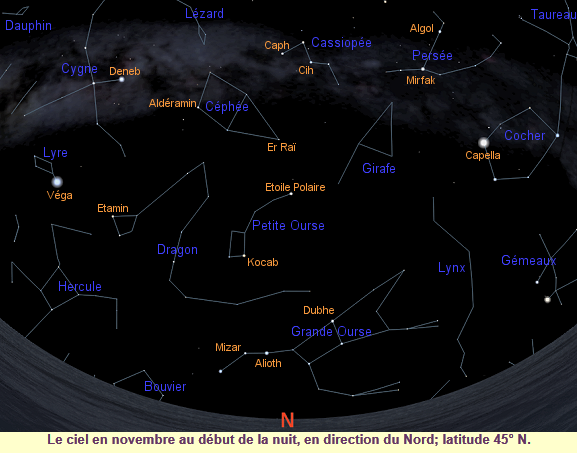 Dauphin
Lézard
Taureau
Algol
Caph
Cassiopée
Persée
Cygne
Deneb
Cih
Mirfak
Aldéramin
Céphée
Cocher
Er Raï
Lyre
Capella
Girafe
Véga
Etoile Polaire
Etamin
Petite Ourse
Dragon
Kocab
Lynx
Gémeaux
Hercule
Dubhe
Grande Ourse
Mizar
Alioth
Bouvier
N
Le ciel en novembre au début de la nuit, en direction du Nord; latitude 45° N.